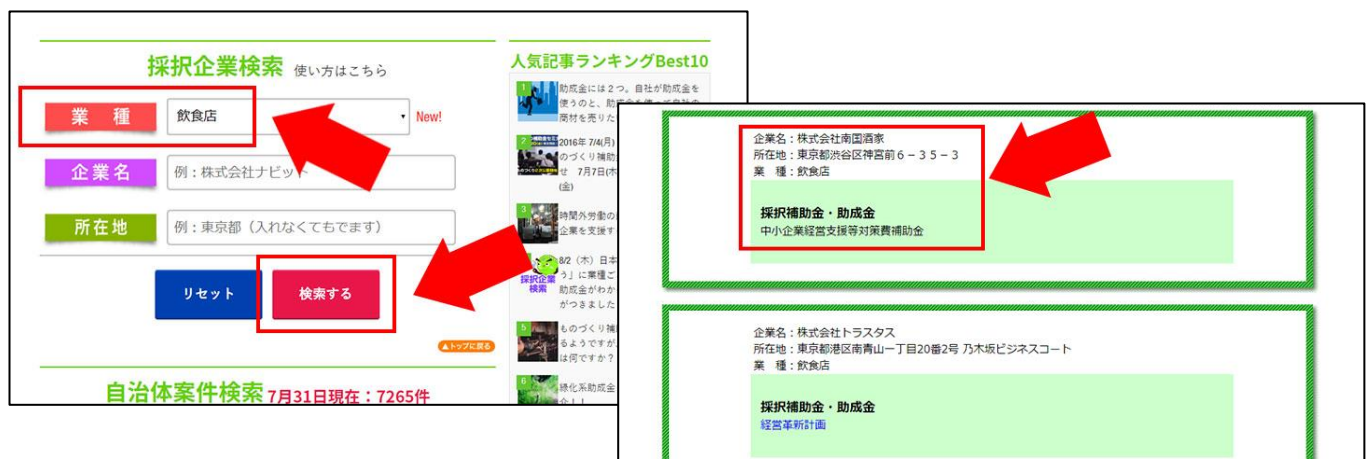 採択企業検索 使い方はこちら
業 種
飲食店
New!
企業名
例：株式会社ナビット
所在地
例：東京都（入れなくてもでます）
リセット
検索する
▲トップに戻る
自治体案件検索 7月31日現在：7265件
人気記事ランキングBest10
1
助成金には２つ。自社が助成金を
使うのと、助成金を使って自社の
商材を売りた
2
2016年 7/4(月)
のづくり補助
せ 7月7日(木
(金)
3
時間外労働の
企業を支援す
採択企業
検索
8/2（木）日本
う」に業種ご
助成金がわか
がつきました
5
ものづくり補
るようですが
は何ですか？
6
緑化系助成金
企業名：株式会社南国酒家
所在地：東京都渋谷区神宮前６－３５－３
業 種：飲食店
採択補助金・助成金
中小企業経営支援等対策費補助金
企業名：株式会社トラスタス
所在地：東京都港区南青山一丁目20番2号 乃木坂ビジネスコート
業 種：飲食店
採択補助金・助成金
経営革新計画